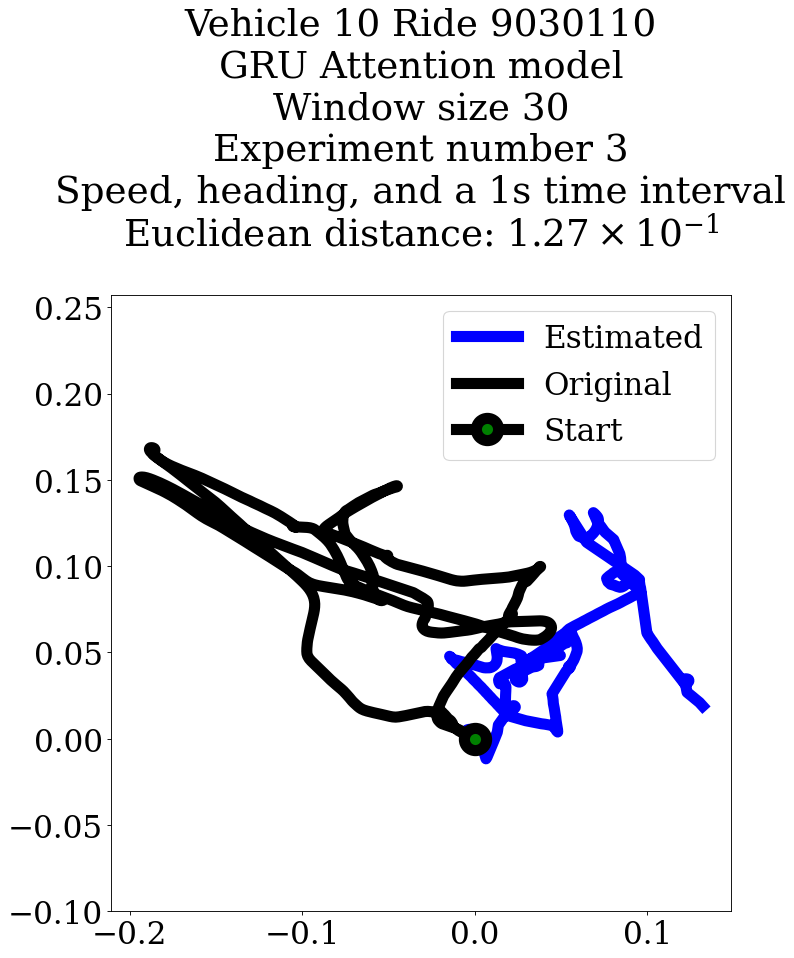 Vehicle 10 Ride 9030110
GRU Attention model
Window size 30
Experiment number 3
Speed, heading, and a 1s time interval
Euclidean distance: 1.27 × 10⁻¹
Estimated
Original
Start
0.25
0.20
0.15
0.10
0.05
0.00
−0.05
−0.10
−0.2
−0.1
0.0
0.1